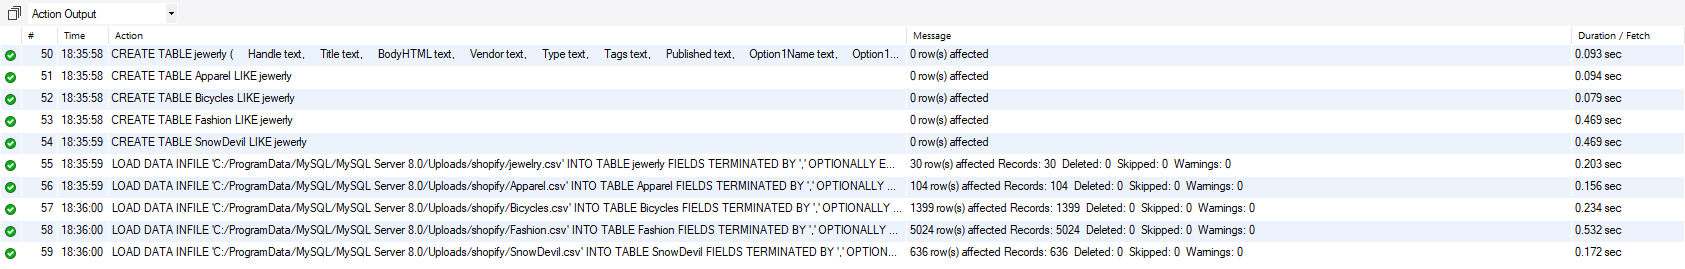 Action Output
# Time Action Message Duration / Fetch
50 18:35:58 CREATE TABLE jewerly ( Handle text, Title text, BodyHTML text, Vendor text, Type text, Tags text, Published text, Option1Name text, Option1... 0 row(s) affected 0.093 sec
51 18:35:58 CREATE TABLE Apparel LIKE jewerly 0 row(s) affected 0.094 sec
52 18:35:58 CREATE TABLE Bicycles LIKE jewerly 0 row(s) affected 0.079 sec
53 18:35:58 CREATE TABLE Fashion LIKE jewerly 0 row(s) affected 0.469 sec
54 18:35:59 CREATE TABLE SnowDevil LIKE jewerly 0 row(s) affected 0.469 sec
55 18:35:59 LOAD DATA INFILE 'C:/ProgramData/MySQL/MySQL Server 8.0/Uploads/shopify/jewelry.csv' INTO TABLE jewerly FIELDS TERMINATED BY ',' OPTIONALLY E... 30 row(s) affected Records: 30 Deleted: 0 Skipped: 0 Warnings: 0 0.203 sec
56 18:35:59 LOAD DATA INFILE 'C:/ProgramData/MySQL/MySQL Server 8.0/Uploads/shopify/Apparel.csv' INTO TABLE Apparel FIELDS TERMINATED BY ',' OPTIONALLY ... 104 row(s) affected Records: 104 Deleted: 0 Skipped: 0 Warnings: 0 0.156 sec
57 18:36:00 LOAD DATA INFILE 'C:/ProgramData/MySQL/MySQL Server 8.0/Uploads/shopify/Bicycles.csv' INTO TABLE Bicycles FIELDS TERMINATED BY ',' OPTIONALLY ... 1399 row(s) affected Records: 1399 Deleted: 0 Skipped: 0 Warnings: 0 0.234 sec
58 18:36:00 LOAD DATA INFILE 'C:/ProgramData/MySQL/MySQL Server 8.0/Uploads/shopify/Fashion.csv' INTO TABLE Fashion FIELDS TERMINATED BY ',' OPTIONALLY ... 5024 row(s) affected Records: 5024 Deleted: 0 Skipped: 0 Warnings: 0 0.532 sec
59 18:36:00 LOAD DATA INFILE 'C:/ProgramData/MySQL/MySQL Server 8.0/Uploads/shopify/SnowDevil.csv' INTO TABLE SnowDevil FIELDS TERMINATED BY ',' OPTION... 636 row(s) affected Records: 636 Deleted: 0 Skipped: 0 Warnings: 0 0.172 sec